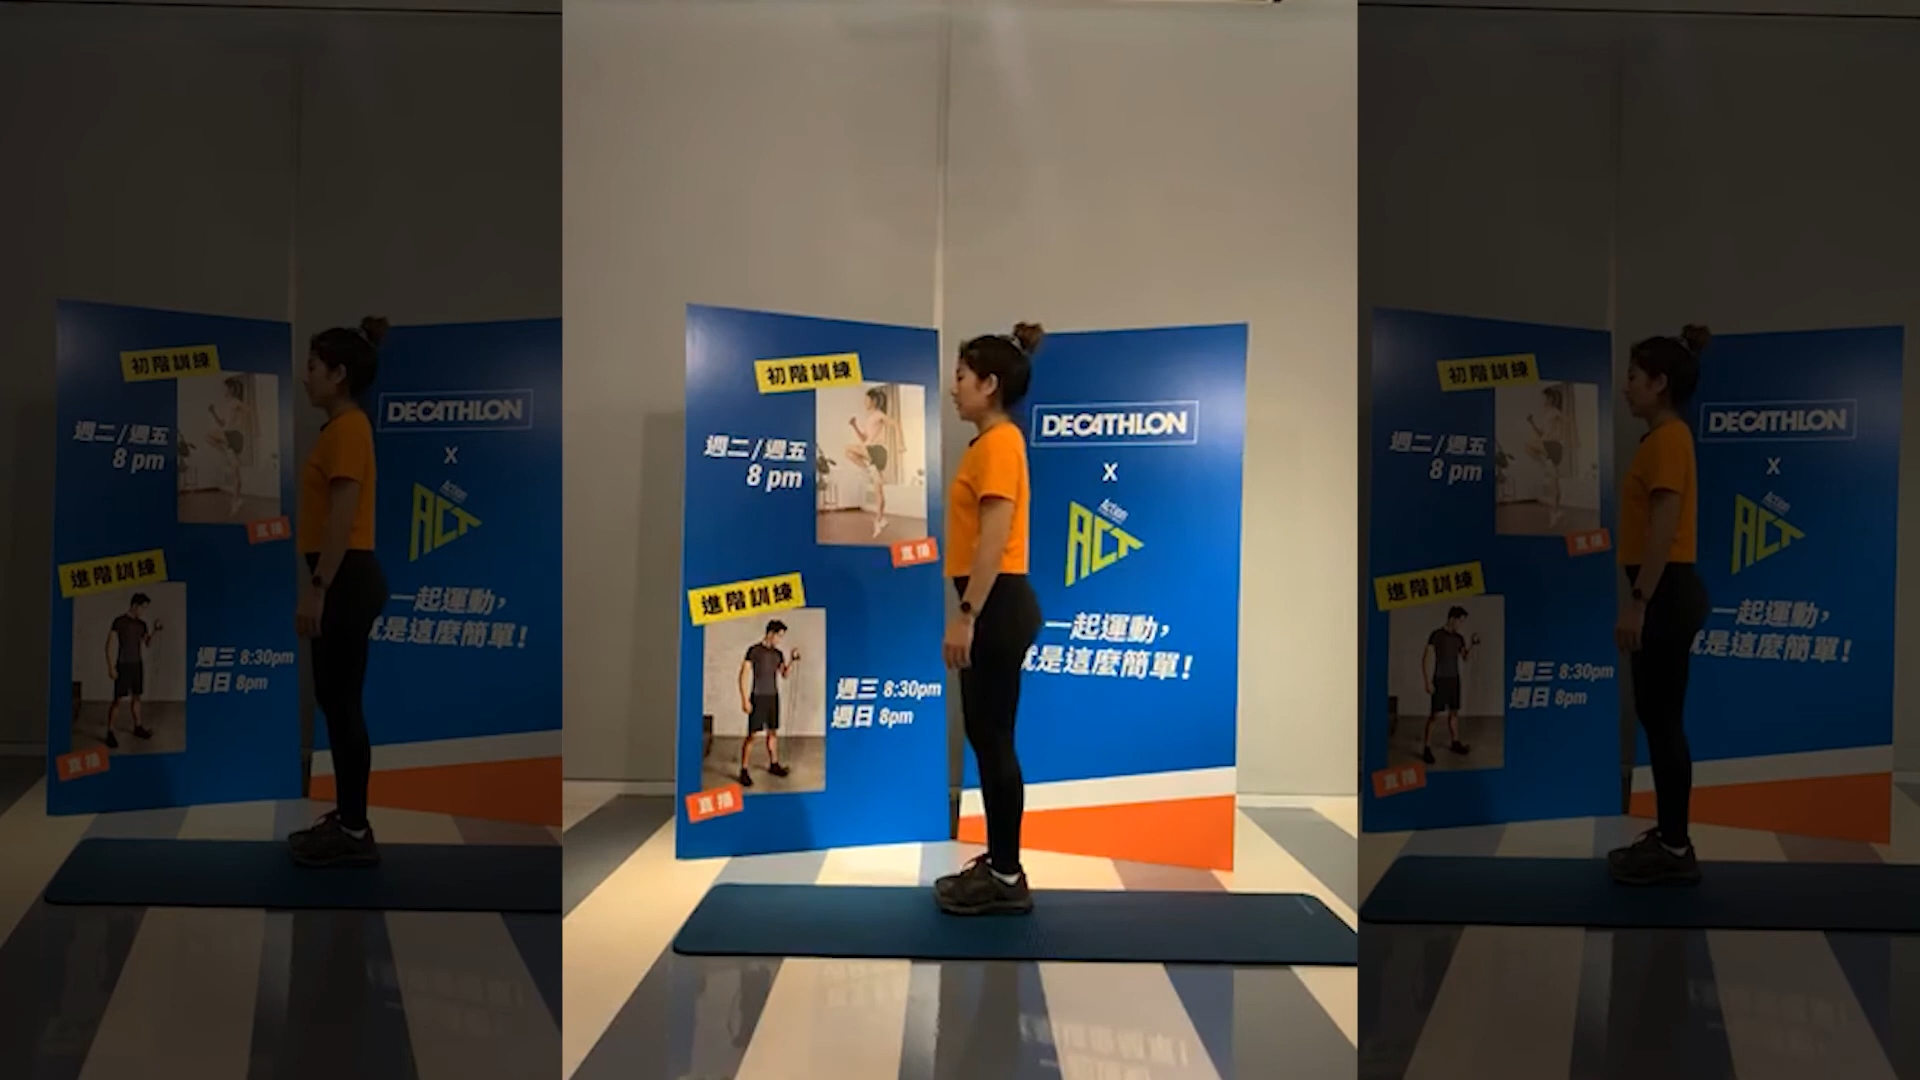 初階訓練
週二/週五
8 pm
直播
進階訓練
週三 8:30pm
週日 8pm
直播
DECATHLON
X
Action
ACT
一起運動,
就是這麼簡單!